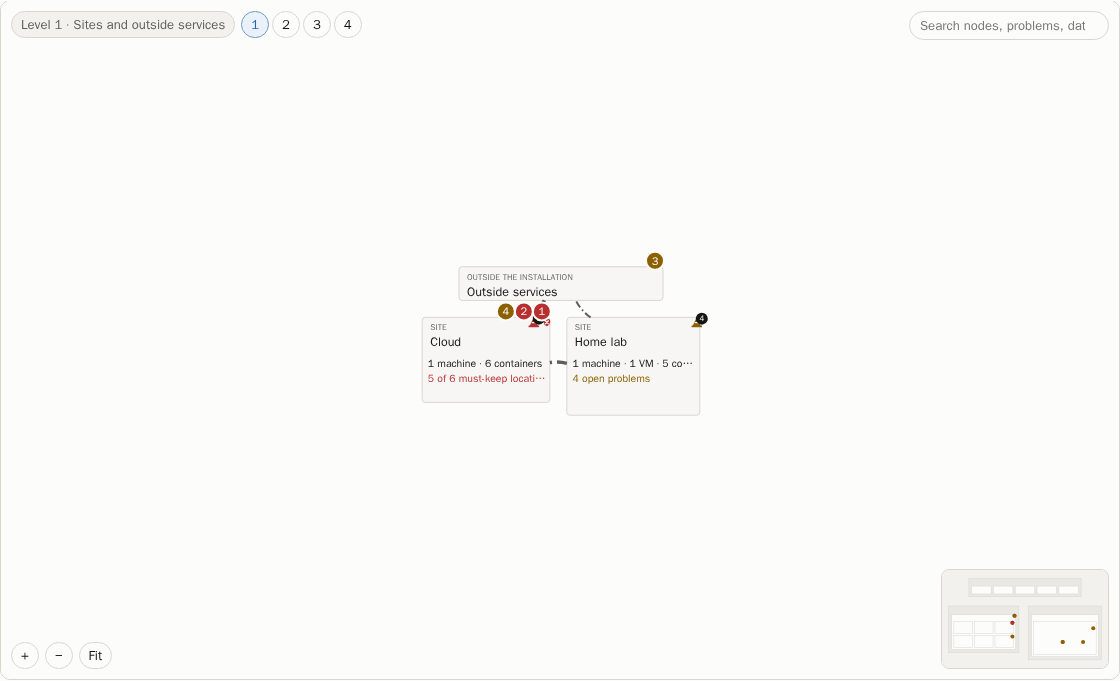 Level 1 · Sites and outside services
1
2
3
4
Search nodes, problems, dat
3
OUTSIDE THE INSTALLATION
Outside services
4
2
1
SITE
Cloud
1 machine · 6 containers
5 of 6 must-keep locati···
4
SITE
Home lab
1 machine · 1 VM · 5 co···
4 open problems
+
−
Fit